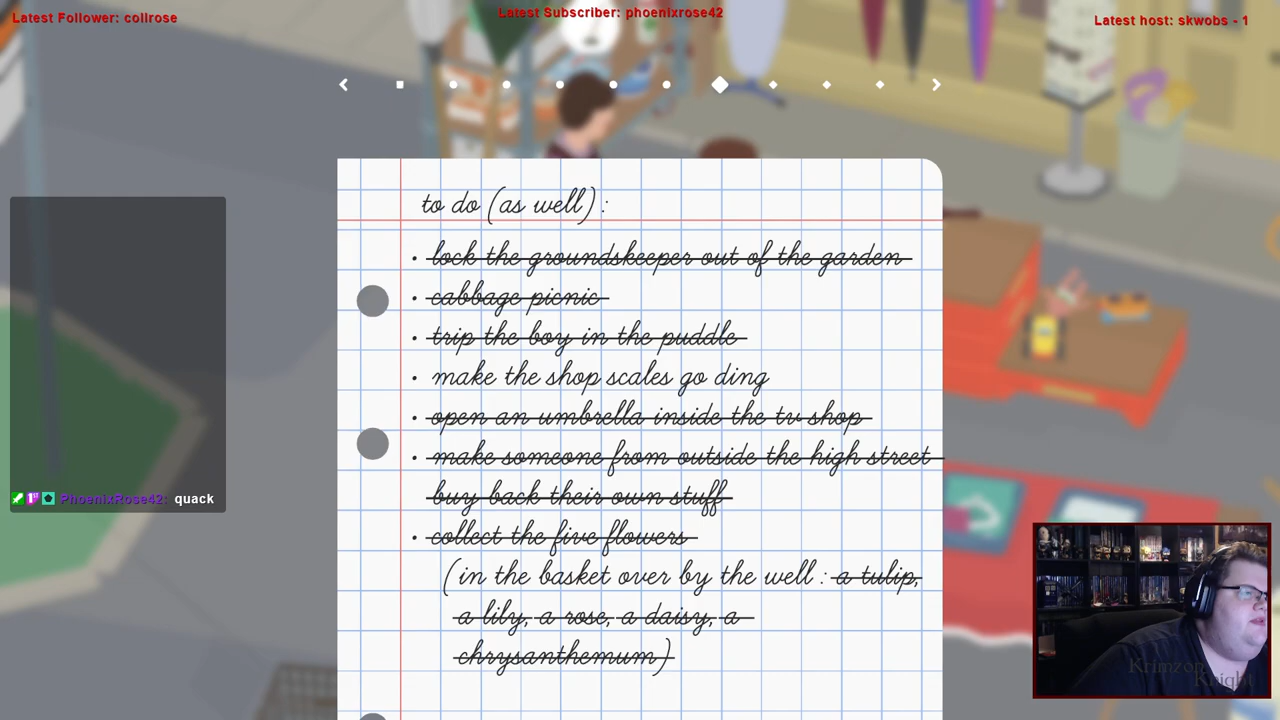 Latest Follower: collrose
Latest Subscriber: phoenixrose42
Latest host: skwobs - 1
to do (as well) :
• lock the groundskeeper out of the garden
• cabbage picnic
• trip the boy in the puddle
• make the shop scales go ding
• open an umbrella inside the tv shop
• make someone from outside the high street
buy back their own stuff
• collect the five flowers
(in the basket over by the well : a tulip,
a lily, a rose, a daisy, a
chrysanthemum)
PhoenixRose42: quack
Krimzon
Knight